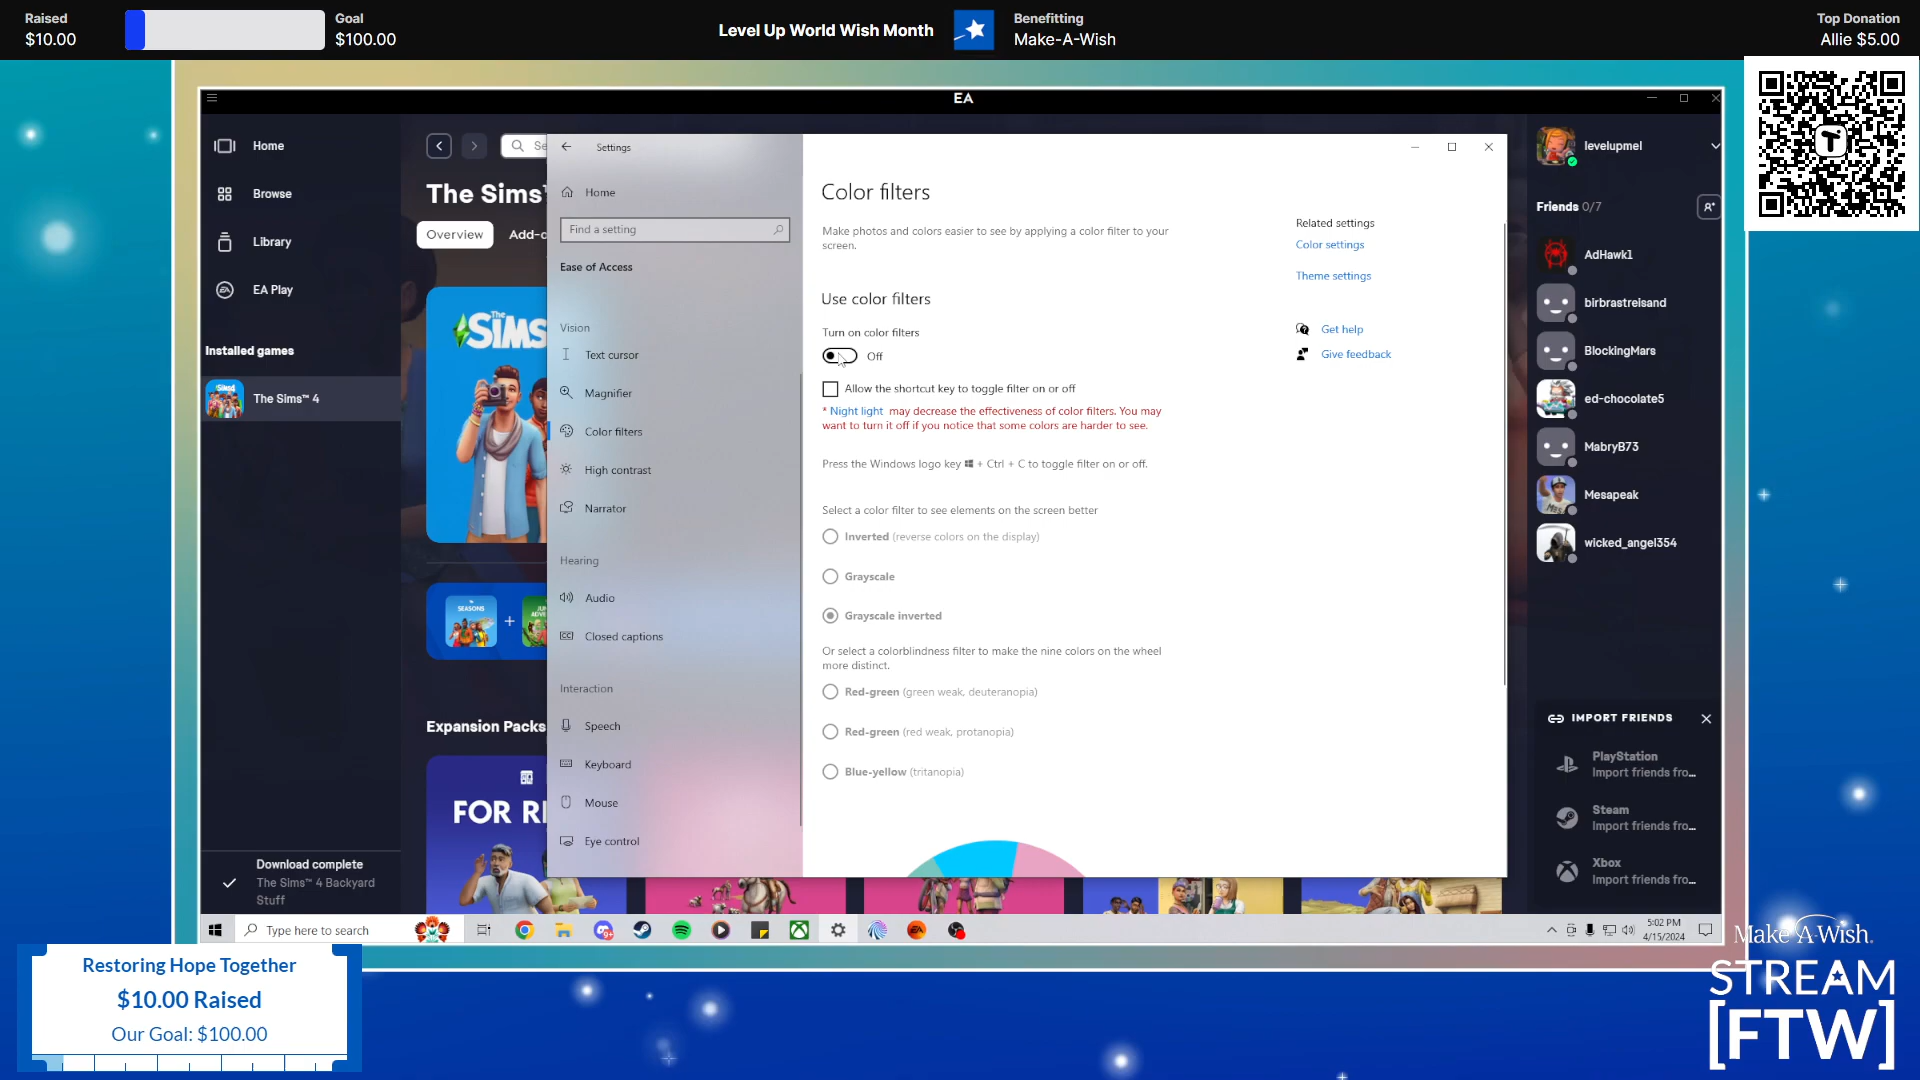 Raised
$10.00
Goal
$100.00
Level Up World Wish Month
Benefitting
Make-A-Wish
Top Donation
Allie $5.00
EA
Home
Browse
Library
EA Play
Installed games
The Sims™ 4
Download complete
The Sims™ 4 Backyard
Stuff
The Sims™
Overview
THE SIMS
SEASONS
+
Expansion Packs
FOR
Settings
Home
Find a setting
Ease of Access
Vision
Text cursor
Magnifier
Color filters
High contrast
Narrator
Hearing
Audio
Closed captions
Interaction
Speech
Keyboard
Mouse
Eye control
Color filters
Make photos and colors easier to see by applying a color filter to your
screen.
Use color filters
Turn on color filters
Off
Allow the shortcut key to toggle filter on or off
* Night light may decrease the effectiveness of color filters. You may
want to turn it off if you notice that some colors are harder to see.
Press the Windows logo key + Ctrl + C to toggle filter on or off.
Select a color filter to see elements on the screen better
Inverted (reverse colors on the display)
Grayscale
Grayscale inverted
Or select a colorblindness filter to make the nine colors on the wheel
more distinct.
Red-green (green weak, deuteranopia)
Red-green (red weak, protanopia)
Blue-yellow (tritanopia)
Related settings
Color settings
Theme settings
Get help
Give feedback
levelupmel
Friends 0/7
AdHawk1
birbrastreisand
BlockingMars
ed-chocolate5
MabryB73
Mesapeak
wicked_angel354
IMPORT FRIENDS
PlayStation
Import friends fro...
Steam
Import friends fro...
Xbox
Import friends fro...
Type here to search
5:02 PM
4/15/2024
Restoring Hope Together
$10.00 Raised
Our Goal: $100.00
Make-A-Wish.
STREAM
[FTW]